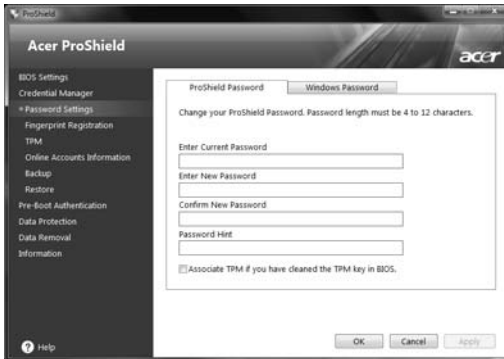 ProShield
Acer ProShield
acer
BIOS Settings
Credential Manager
Password Settings
Fingerprint Registration
TPM
Online Accounts Information
Backup
Restore
Pre-Boot Authentication
Data Protection
Data Removal
Information
Help
ProShield Password
Windows Password
Change your ProShield Password. Password length must be 4 to 12 characters.
Enter Current Password
Enter New Password
Confirm New Password
Password Hint
Associate TPM if you have cleaned the TPM key in BIOS.
OK
Cancel
Apply